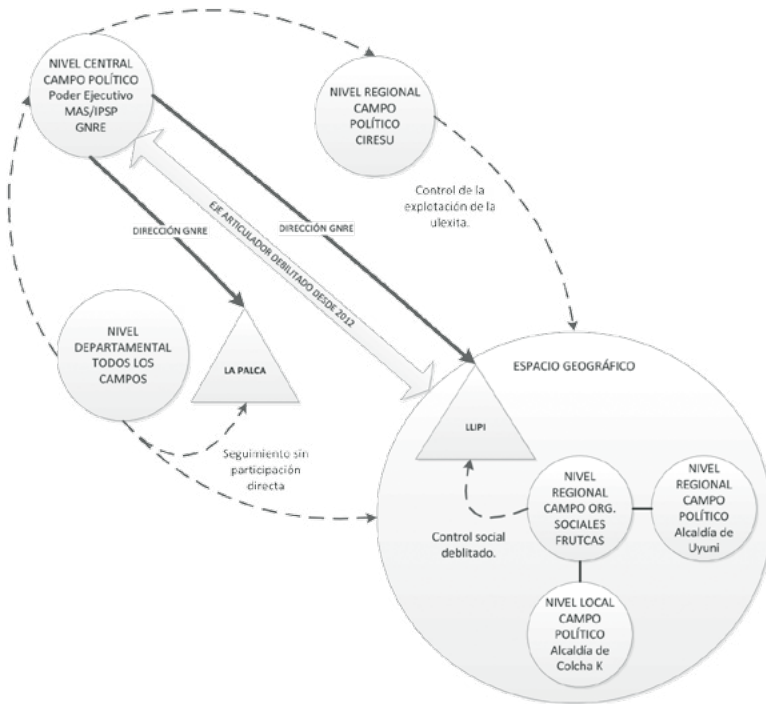 NIVEL CENTRAL
CAMPO POLÍTICO
Poder Ejecutivo
MAS/IPSP
GNRE
NIVEL REGIONAL
CAMPO
POLÍTICO
CIRESU
Control de la
explotación de la
ulexita.
DIRECCIÓN GNRE
DIRECCIÓN GNRE
EJE ARTICULADOR DEBILITADO DESDE 2012
NIVEL
DEPARTAMENTAL
TODOS LOS
CAMPOS
LA PALCA
Seguimiento sin
participación
directa
ESPACIO GEOGRÁFICO
LLIPI
Control social
deblitado.
NIVEL
REGIONAL
CAMPO ORG.
SOCIALES
FRUTCAS
NIVEL
REGIONAL
CAMPO
POLÍTICO
Alcaldía de
Uyuni
NIVEL LOCAL
CAMPO
POLÍTICO
Alcaldía de
Colcha K